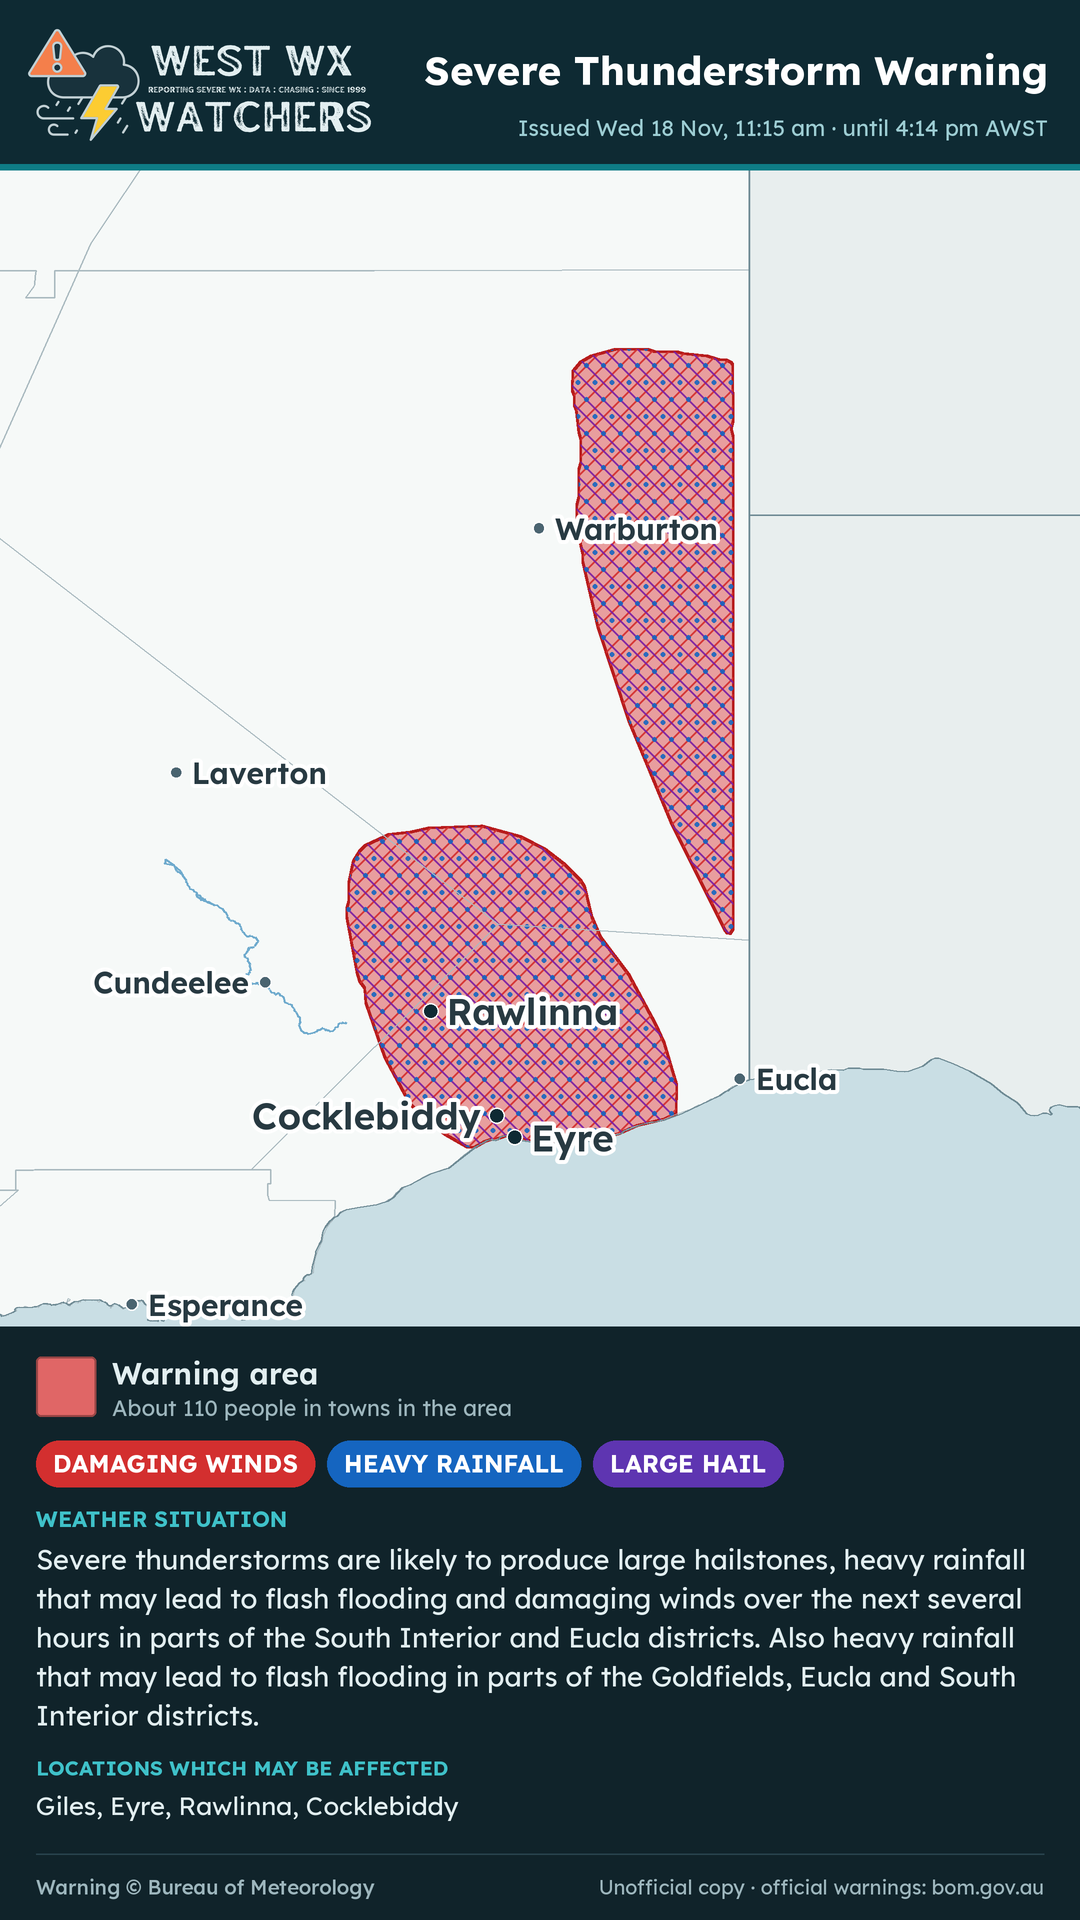 WEST WX
REPORTING SEVERE WX : DATA : CHASING : SINCE 1999
WATCHERS
Severe Thunderstorm Warning
Issued Wed 18 Nov, 11:15 am · until 4:14 pm AWST
Warburton
Laverton
Cundeelee
Rawlinna
Eucla
Cocklebiddy
Eyre
Esperance
Warning area
About 110 people in towns in the area
DAMAGING WINDS
HEAVY RAINFALL
LARGE HAIL
WEATHER SITUATION
Severe thunderstorms are likely to produce large hailstones, heavy rainfall
that may lead to flash flooding and damaging winds over the next several
hours in parts of the South Interior and Eucla districts. Also heavy rainfall
that may lead to flash flooding in parts of the Goldfields, Eucla and South
Interior districts.
LOCATIONS WHICH MAY BE AFFECTED
Giles, Eyre, Rawlinna, Cocklebiddy
Warning © Bureau of Meteorology
Unofficial copy · official warnings: bom.gov.au